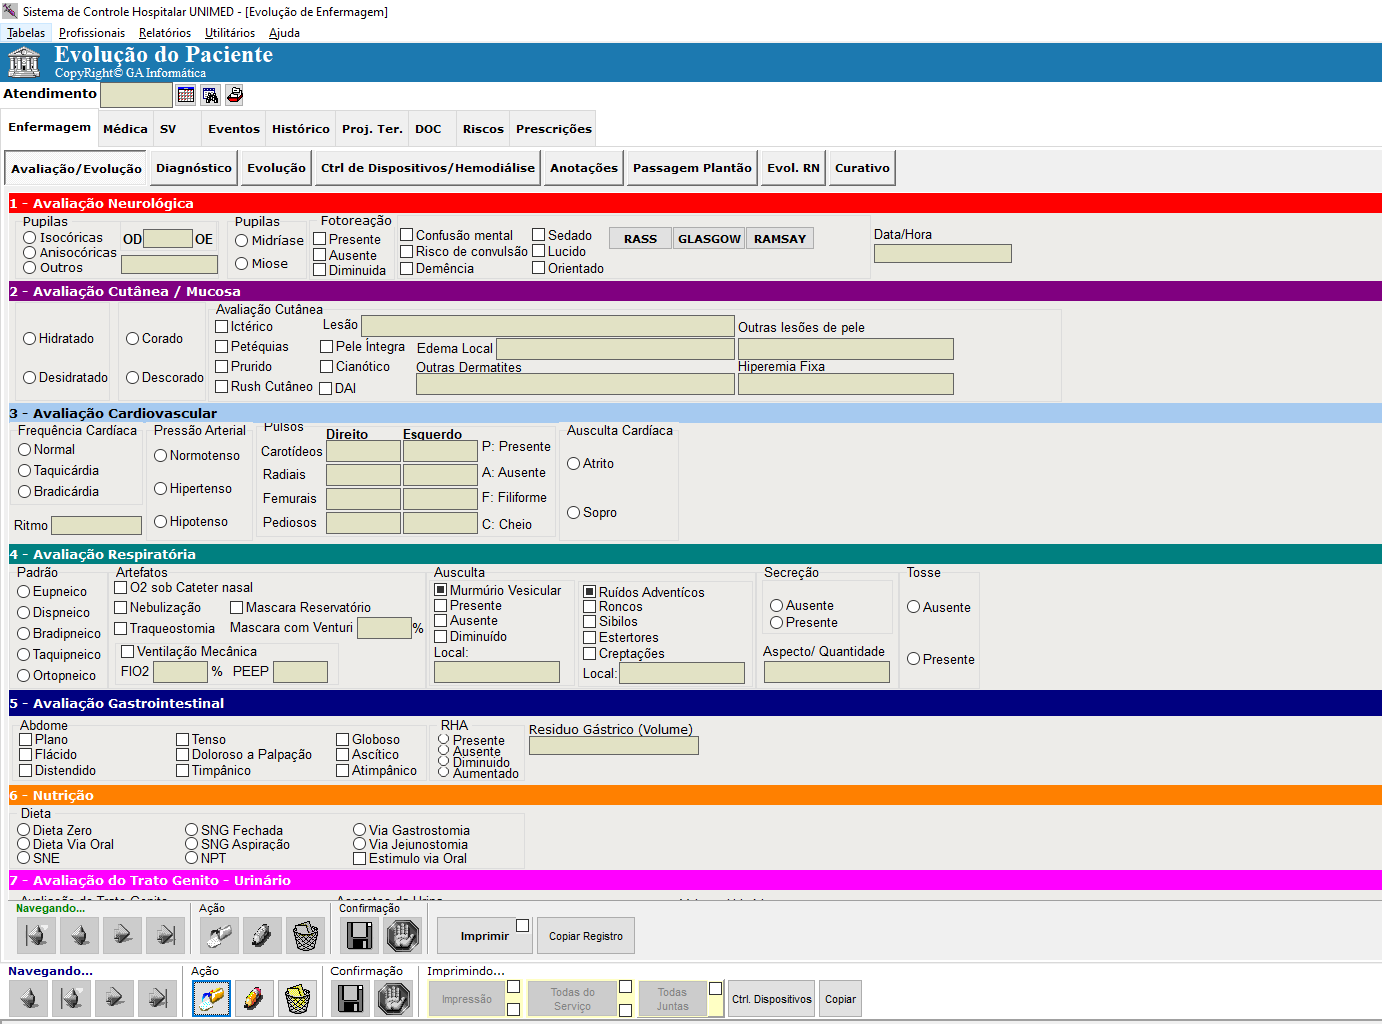 Sistema de Controle Hospitalar UNIMED - [Evolução de Enfermagem]
Tabelas Profissionais Relatórios Utilitários Ajuda
Evolução do Paciente
CopyRight© GA Informática
Atendimento
Enfermagem Médica SV Eventos Histórico Proj. Ter. DOC Riscos Prescrições
Avaliação/Evolução Diagnóstico Evolução Ctrl de Dispositivos/Hemodiálise Anotações Passagem Plantão Evol. RN Curativo
1 - Avaliação Neurológica
Pupilas Pupilas Fotoreação
Isocóricas OD OE Midríase Presente Confusão mental Sedado RASS GLASGOW RAMSAY Data/Hora
Anisocóricas Ausente Risco de convulsão Lucido
Outros Miose Diminuida Demência Orientado
2 - Avaliação Cutânea / Mucosa
Avaliação Cutânea
Ictérico Lesão Outras lesões de pele
Hidratado Corado Petéquias Pele Íntegra Edema Local
Prurido Cianótico Outras Dermatites Hiperemia Fixa
Desidratado Descorado Rush Cutâneo DAI
3 - Avaliação Cardiovascular
Frequência Cardíaca Pressão Arterial Pulsos Direito Esquerdo Ausculta Cardíaca
Normal Normotenso Carotídeos P: Presente Atrito
Taquicárdia Radiais A: Ausente
Bradicárdia Hipertenso Femurais F: Filiforme
Ritmo Hipotenso Pediosos C: Cheio Sopro
4 - Avaliação Respiratória
Padrão Artefatos Ausculta Secreção Tosse
Eupneico O2 sob Cateter nasal Murmúrio Vesicular Ruídos Adventícos
Dispneico Nebulização Mascara Reservatório Presente Roncos Ausente Ausente
Bradipneico Traqueostomia Mascara com Venturi % Ausente Sibilos Presente
Taquipneico Ventilação Mecânica Diminuído Estertores
Local: Creptações Aspecto/ Quantidade Presente
Ortopneico FIO2 % PEEP Local:
5 - Avaliação Gastrointestinal
Abdome RHA Residuo Gástrico (Volume)
Plano Tenso Globoso Presente
Flácido Doloroso a Palpação Ascítico Ausente
Diminuido
Distendido Timpânico Atimpânico Aumentado
6 - Nutrição
Dieta
Dieta Zero SNG Fechada Via Gastrostomia
Dieta Via Oral SNG Aspiração Via Jejunostomia
SNE NPT Estimulo via Oral
7 - Avaliação do Trato Genito - Urinário
Navegando... Ação Confirmação
Imprimir Copiar Registro
Navegando... Ação Confirmação Imprimindo...
Impressão Todas do Serviço Todas Juntas Ctrl. Dispositivos Copiar